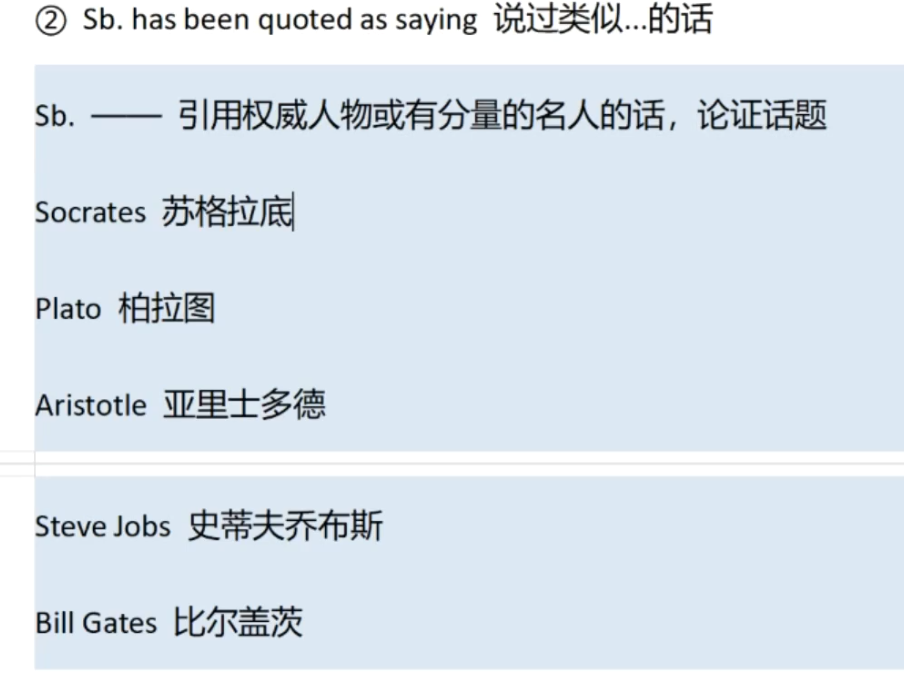 ② Sb. has been quoted as saying 说过类似...的话
Sb. —— 引用权威人物或有分量的名人的话，论证话题
Socrates 苏格拉底
Plato 柏拉图
Aristotle 亚里士多德
Steve Jobs 史蒂夫乔布斯
Bill Gates 比尔盖茨